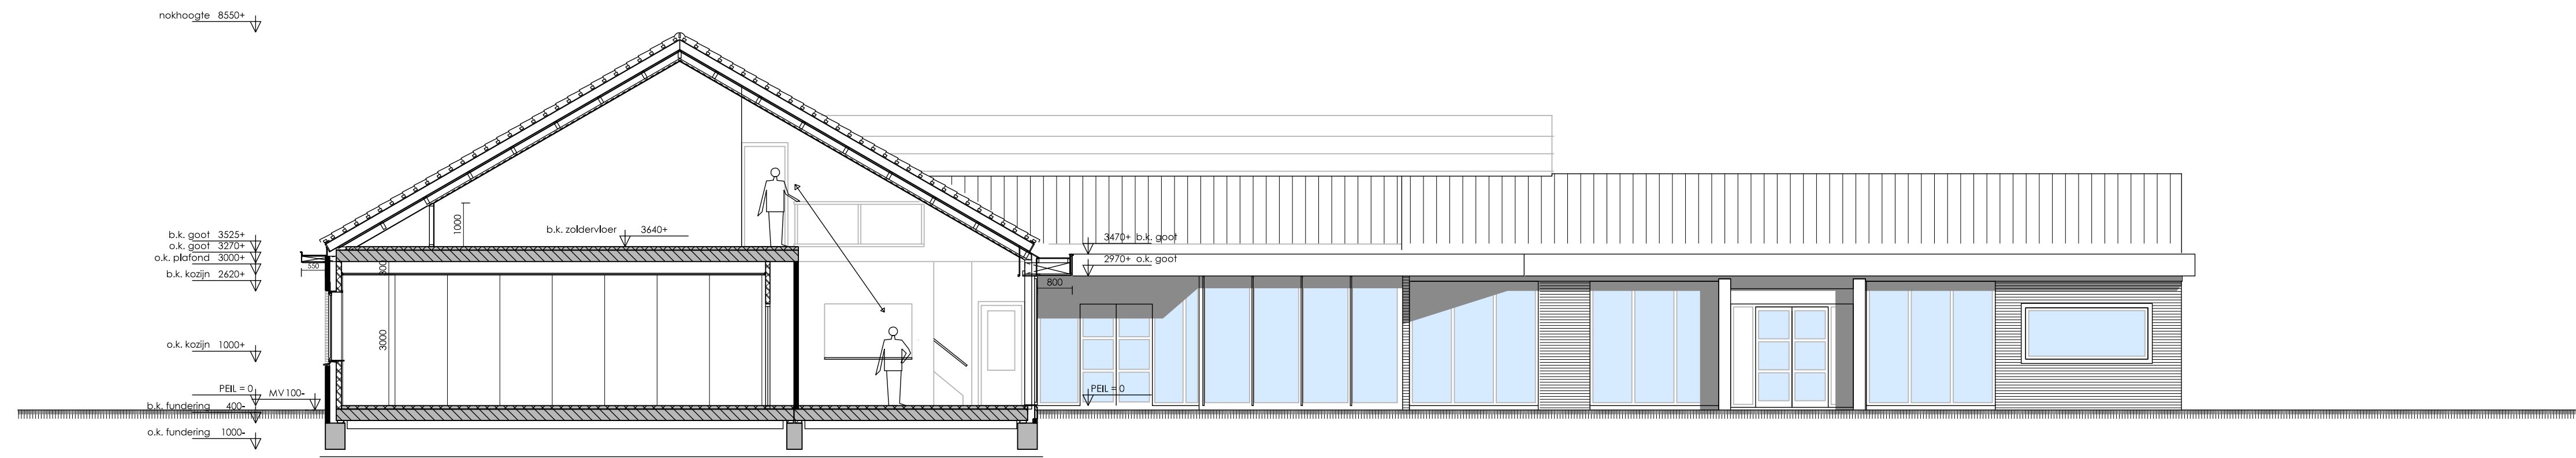 nokhoogte 8550+
b.k. goot 3525+
o.k. goot 3270+
o.k. plafond 3000+
b.k. kozijn 2620+
o.k. kozijn 1000+
PEIL = 0
MV 100-
b.k. fundering 400-
o.k. fundering 1000-
550
300
3000
1000
b.k. zoldervloer 3640+
3470+ b.k. goot
2970+ o.k. goot
800
PEIL = 0